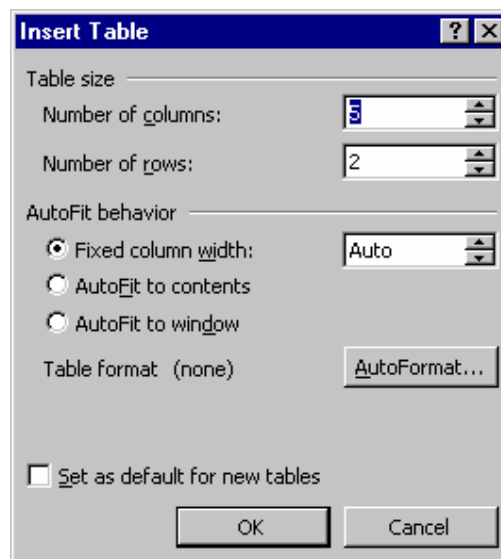 Insert Table ? X
Table size
Number of columns: 5
Number of rows: 2
AutoFit behavior
Fixed column width: Auto
AutoFit to contents
AutoFit to window
Table format (none) AutoFormat...
Set as default for new tables
OK Cancel